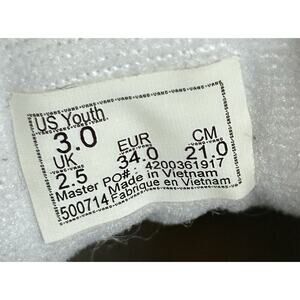 US Youth
3.0 EUR CM
UK 34.0 21.0
2.5 4200361917
Master PO#: Made in Vietnam
500714 Fabrique en Vietnam